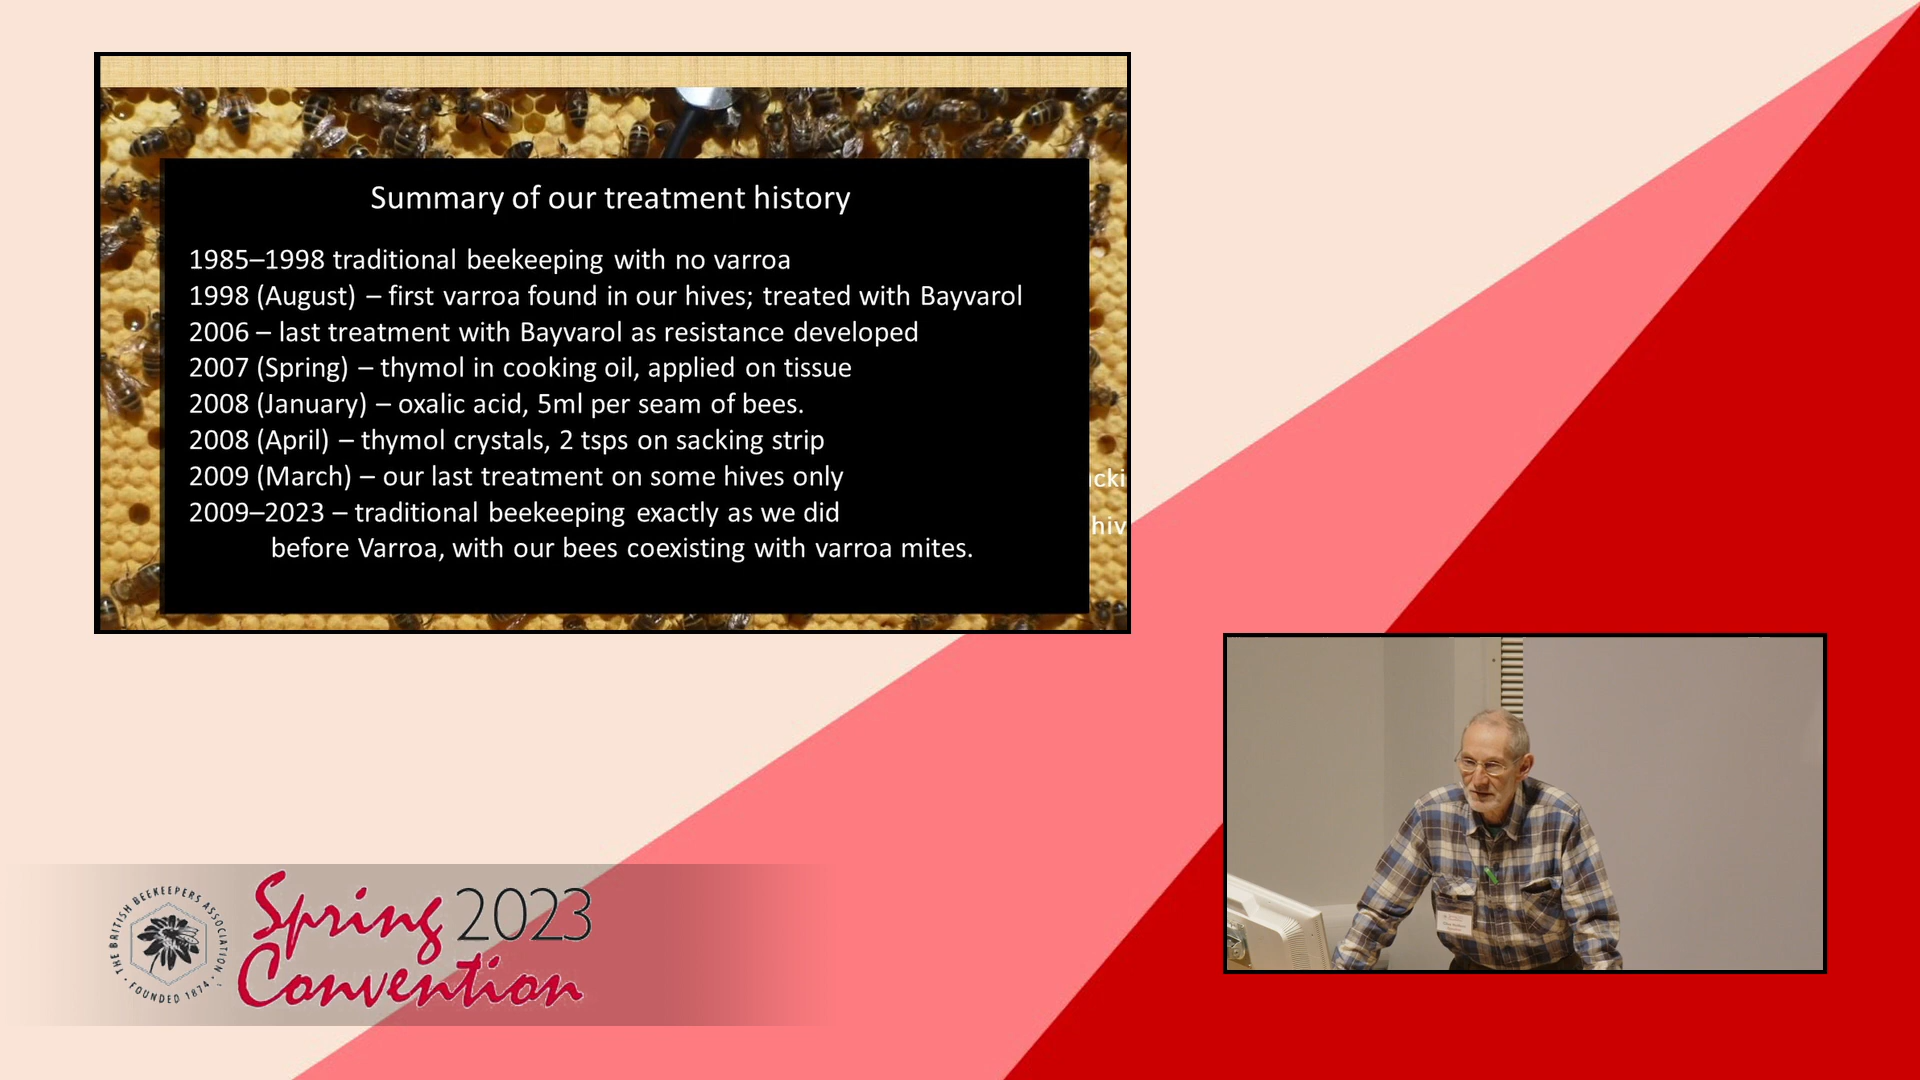 Summary of our treatment history
1985–1998 traditional beekeeping with no varroa
1998 (August) – first varroa found in our hives; treated with Bayvarol
2006 – last treatment with Bayvarol as resistance developed
2007 (Spring) – thymol in cooking oil, applied on tissue
2008 (January) – oxalic acid, 5ml per seam of bees.
2008 (April) – thymol crystals, 2 tsps on sacking strip
2009 (March) – our last treatment on some hives only
2009–2023 – traditional beekeeping exactly as we did
before Varroa, with our bees coexisting with varroa mites.
THE BRITISH BEEKEEPERS ASSOCIATION
FOUNDED 1874
Spring 2023
Convention